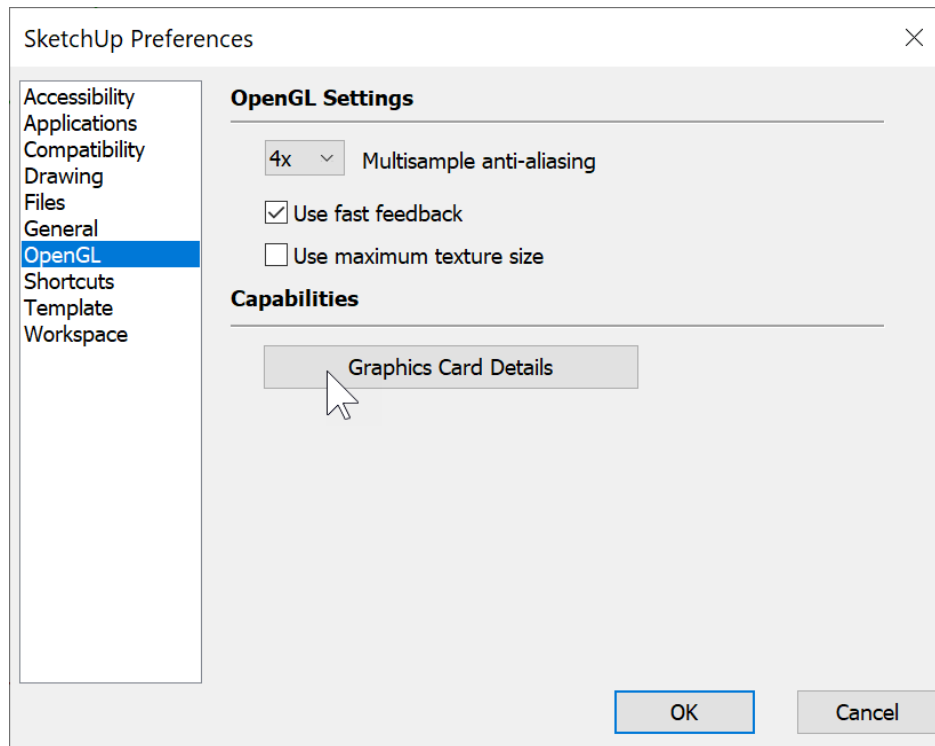 SketchUp Preferences
Accessibility
Applications
Compatibility
Drawing
Files
General
OpenGL
Shortcuts
Template
Workspace
OpenGL Settings
4x Multisample anti-aliasing
Use fast feedback
Use maximum texture size
Capabilities
Graphics Card Details
OK Cancel